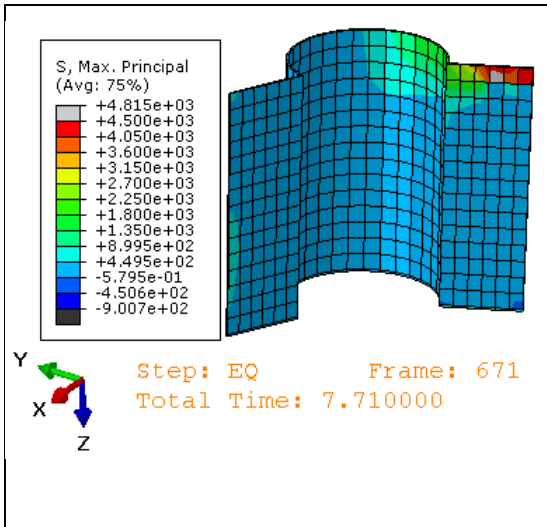 S, Max. Principal
(Avg: 75%)
+4.815e+03
+4.500e+03
+4.050e+03
+3.600e+03
+3.150e+03
+2.700e+03
+2.250e+03
+1.800e+03
+1.350e+03
+8.995e+02
+4.495e+02
-5.795e-01
-4.506e+02
-9.007e+02
Y
X
Z
Step: EQ Frame: 671
Total Time: 7.710000